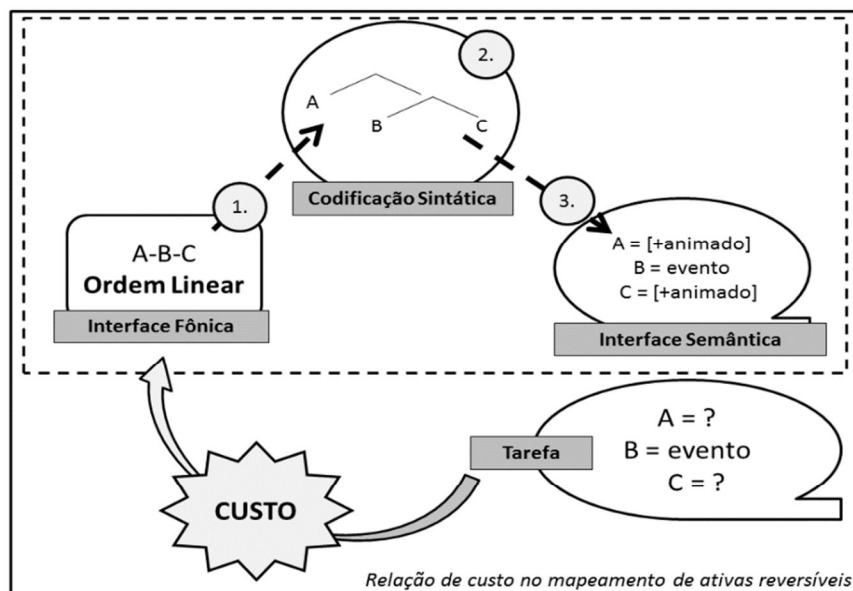 2.
A
B
C
Codificação Sintática
1.
3.
A-B-C
Ordem Linear
Interface Fônica
A = [+animado]
B = evento
C = [+animado]
Interface Semântica
A = ?
B = evento
C = ?
Tarefa
CUSTO
Relação de custo no mapeamento de ativas reversíveis